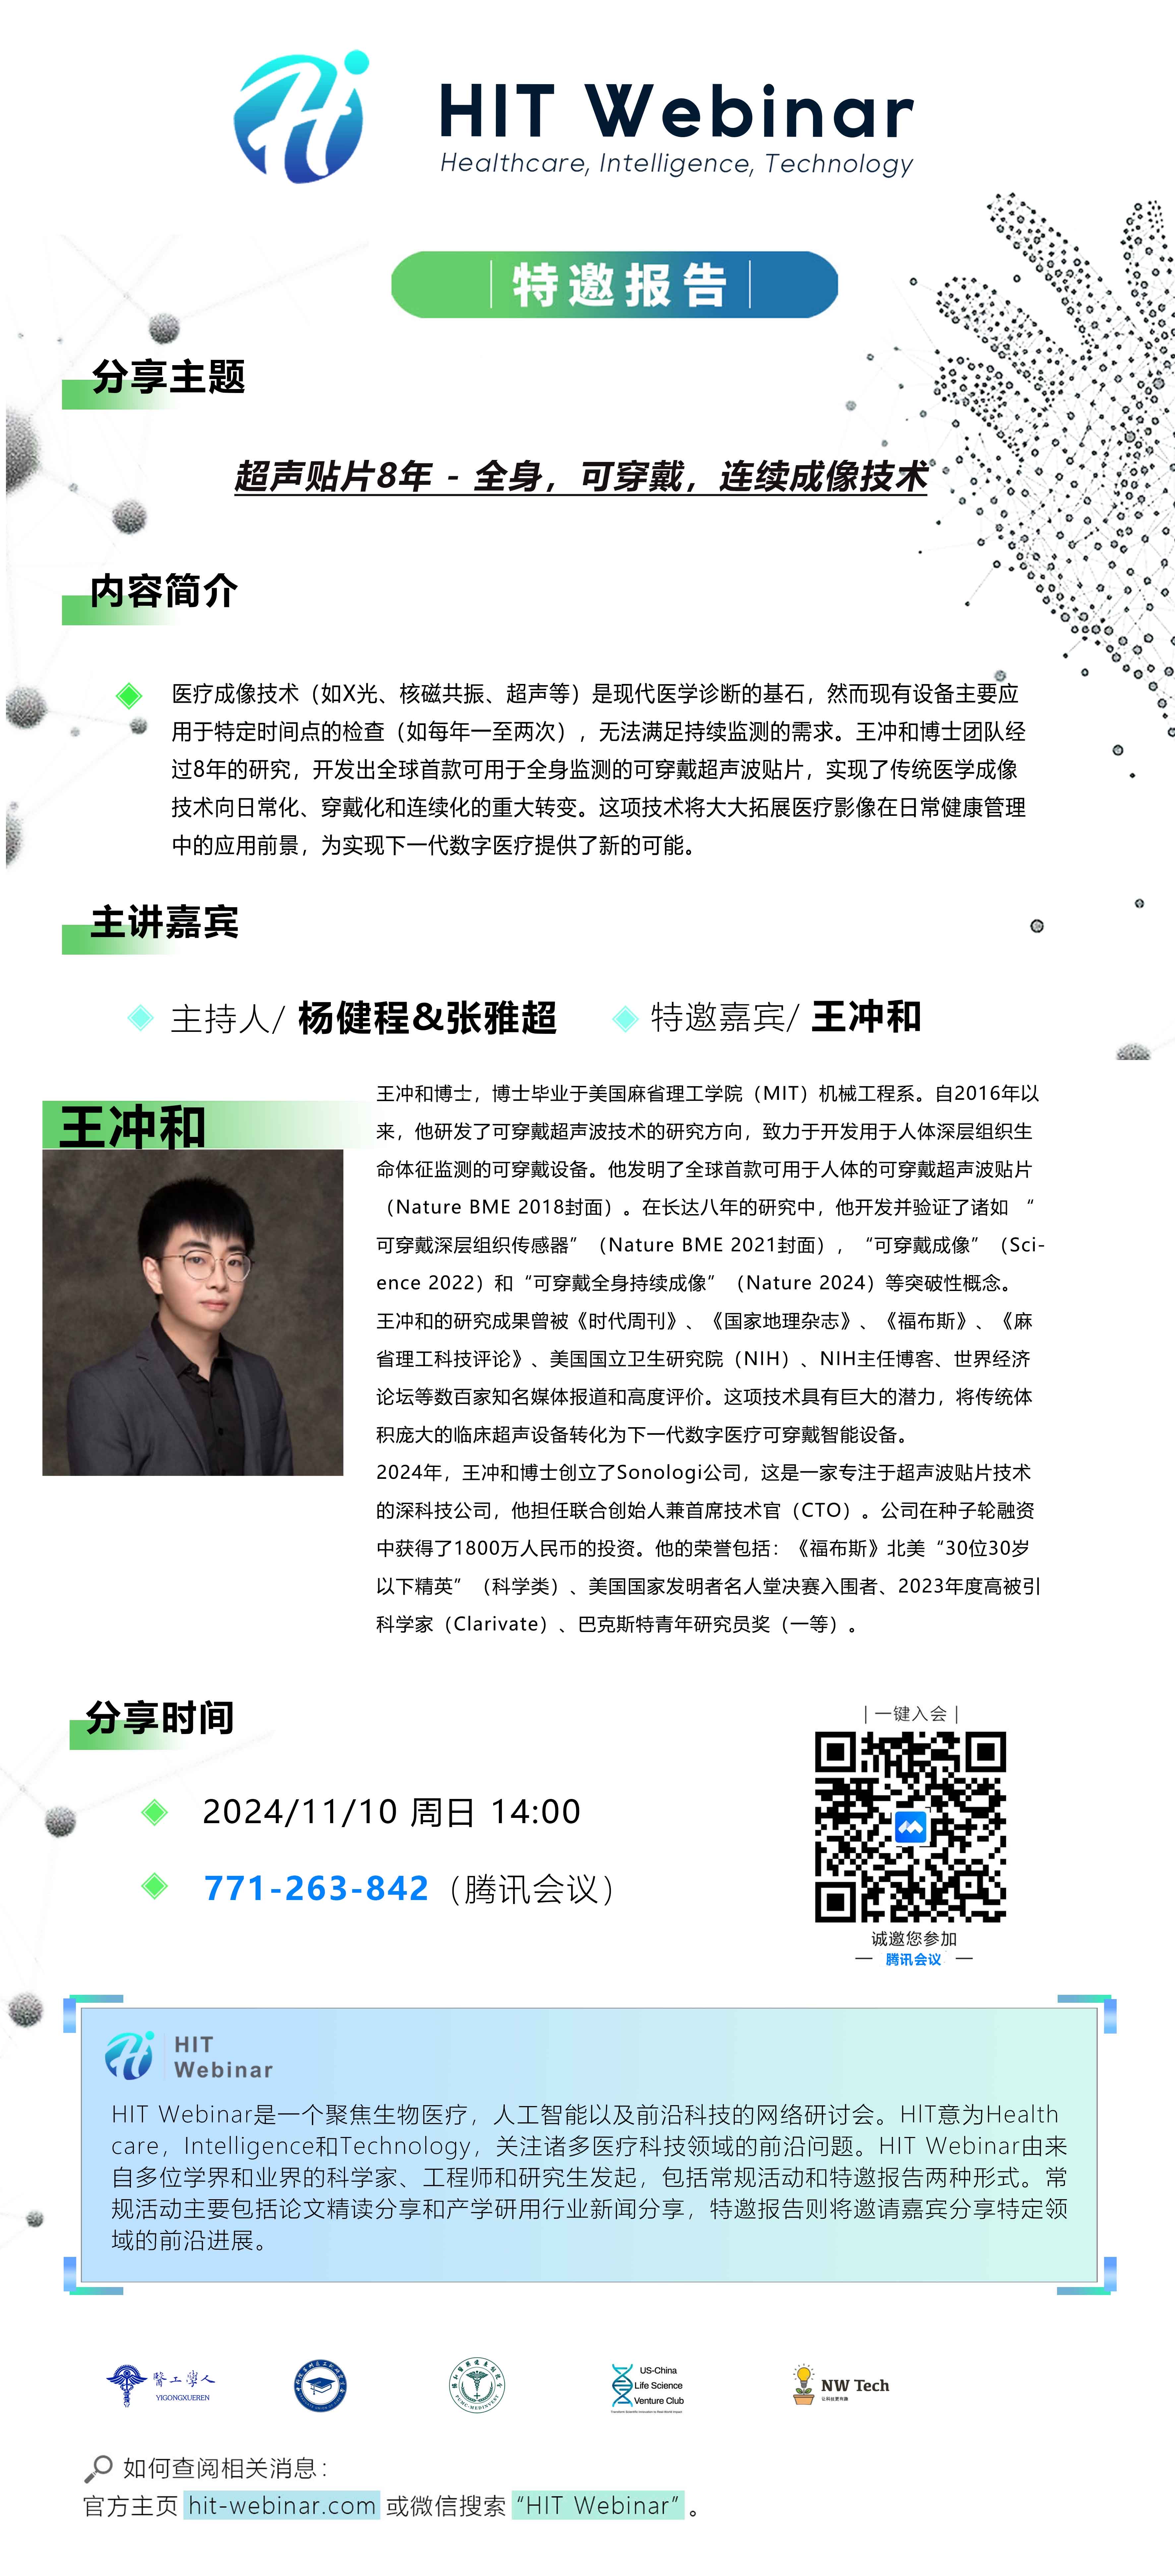 HIT Webinar
Healthcare, Intelligence, Technology
特邀报告
分享主题
超声贴片8年 - 全身，可穿戴，连续成像技术
内容简介
医疗成像技术（如X光、核磁共振、超声等）是现代医学诊断的基石，然而现有设备主要应
用于特定时间点的检查（如每年一至两次），无法满足持续监测的需求。王冲和博士团队经
过8年的研究，开发出全球首款可用于全身监测的可穿戴超声波贴片，实现了传统医学成像
技术向日常化、穿戴化和连续化的重大转变。这项技术将大大拓展医疗影像在日常健康管理
中的应用前景，为实现下一代数字医疗提供了新的可能。
主讲嘉宾
主持人/ 杨健程&张雅超
特邀嘉宾/ 王冲和
王冲和
王冲和博士，博士毕业于美国麻省理工学院（MIT）机械工程系。自2016年以
来，他研发了可穿戴超声波技术的研究方向，致力于开发用于人体深层组织生
命体征监测的可穿戴设备。他发明了全球首款可用于人体的可穿戴超声波贴片
（Nature BME 2018封面）。在长达八年的研究中，他开发并验证了诸如 “
可穿戴深层组织传感器”（Nature BME 2021封面），“可穿戴成像”（Sci-
ence 2022）和“可穿戴全身持续成像”（Nature 2024）等突破性概念。
王冲和的研究成果曾被《时代周刊》、《国家地理杂志》、《福布斯》、《麻
省理工科技评论》、美国国立卫生研究院（NIH）、NIH主任博客、世界经济
论坛等数百家知名媒体报道和高度评价。这项技术具有巨大的潜力，将传统体
积庞大的临床超声设备转化为下一代数字医疗可穿戴智能设备。
2024年，王冲和博士创立了Sonologi公司，这是一家专注于超声波贴片技术
的深科技公司，他担任联合创始人兼首席技术官（CTO）。公司在种子轮融资
中获得了1800万人民币的投资。他的荣誉包括：《福布斯》北美“30位30岁
以下精英”（科学类）、美国国家发明者名人堂决赛入围者、2023年度高被引
科学家（Clarivate）、巴克斯特青年研究员奖（一等）。
分享时间
2024/11/10 周日 14:00
771-263-842（腾讯会议）
| 一键入会 |
诚邀您参加
— 腾讯会议 —
HIT
Webinar
HIT Webinar是一个聚焦生物医疗，人工智能以及前沿科技的网络研讨会。HIT意为Health
care，Intelligence和Technology，关注诸多医疗科技领域的前沿问题。HIT Webinar由来
自多位学界和业界的科学家、工程师和研究生发起，包括常规活动和特邀报告两种形式。常
规活动主要包括论文精读分享和产学研用行业新闻分享，特邀报告则将邀请嘉宾分享特定领
域的前沿进展。
醫工學人
YIGONGXUEREN
US-China
Life Science
Venture Club
NW Tech
让科技更有趣
如何查阅相关消息：
官方主页 hit-webinar.com 或微信搜索 “HIT Webinar” 。